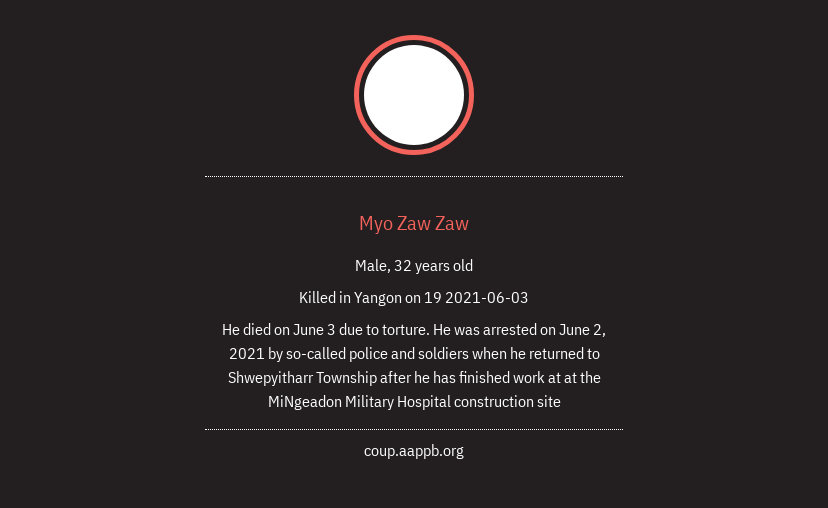 Myo Zaw Zaw
Male, 32 years old
Killed in Yangon on 19 2021-06-03
He died on June 3 due to torture. He was arrested on June 2,
2021 by so-called police and soldiers when he returned to
Shwepyitharr Township after he has finished work at at the
MiNgeadon Military Hospital construction site
coup.aappb.org